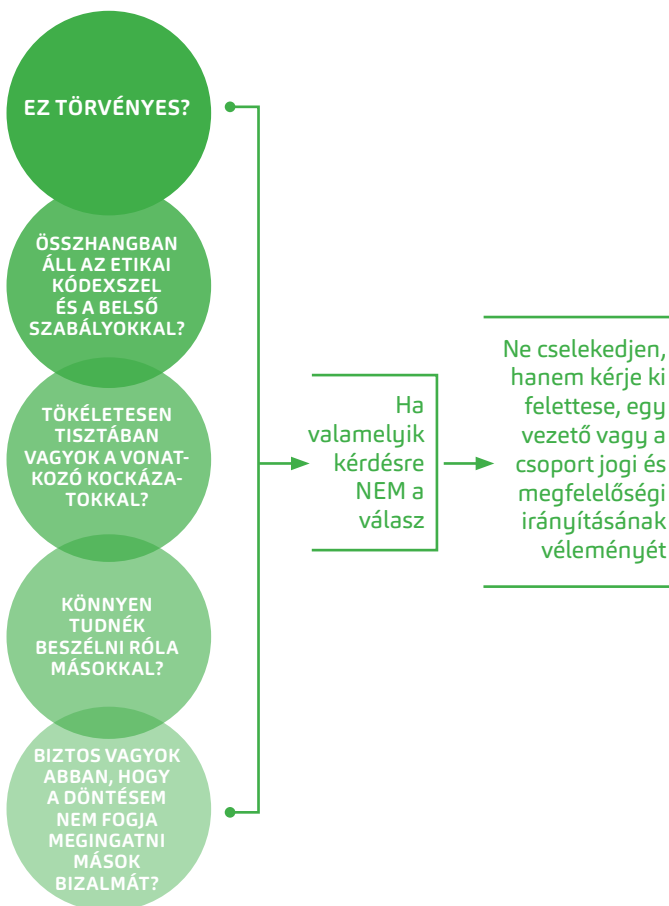 EZ TÖRVÉNYES?
ÖSSZHANGBAN
ÁLL AZ ETIKAI
KÓDEXSZEL
ÉS A BELSŐ
SZABÁLYOKKAL?
TÖKÉLETESEN
TISZTÁBAN
VAGYOK A VONAT-
KOZÓ KOCKÁZA-
TOKKAL?
KÖNNYEN
TUDNÉK
BESZÉLNI RÓLA
MÁSOKKAL?
BIZTOS VAGYOK
ABBAN, HOGY
A DÖNTÉSEM
NEM FOGJA
MEGINGATNI
MÁSOK
BIZALMÁT?
Ha
valamelyik
kérdésre
NEM a
válasz
Ne cselekedjen,
hanem kérje ki
felettese, egy
vezető vagy a
csoport jogi és
megfelelőségi
irányításának
véleményét